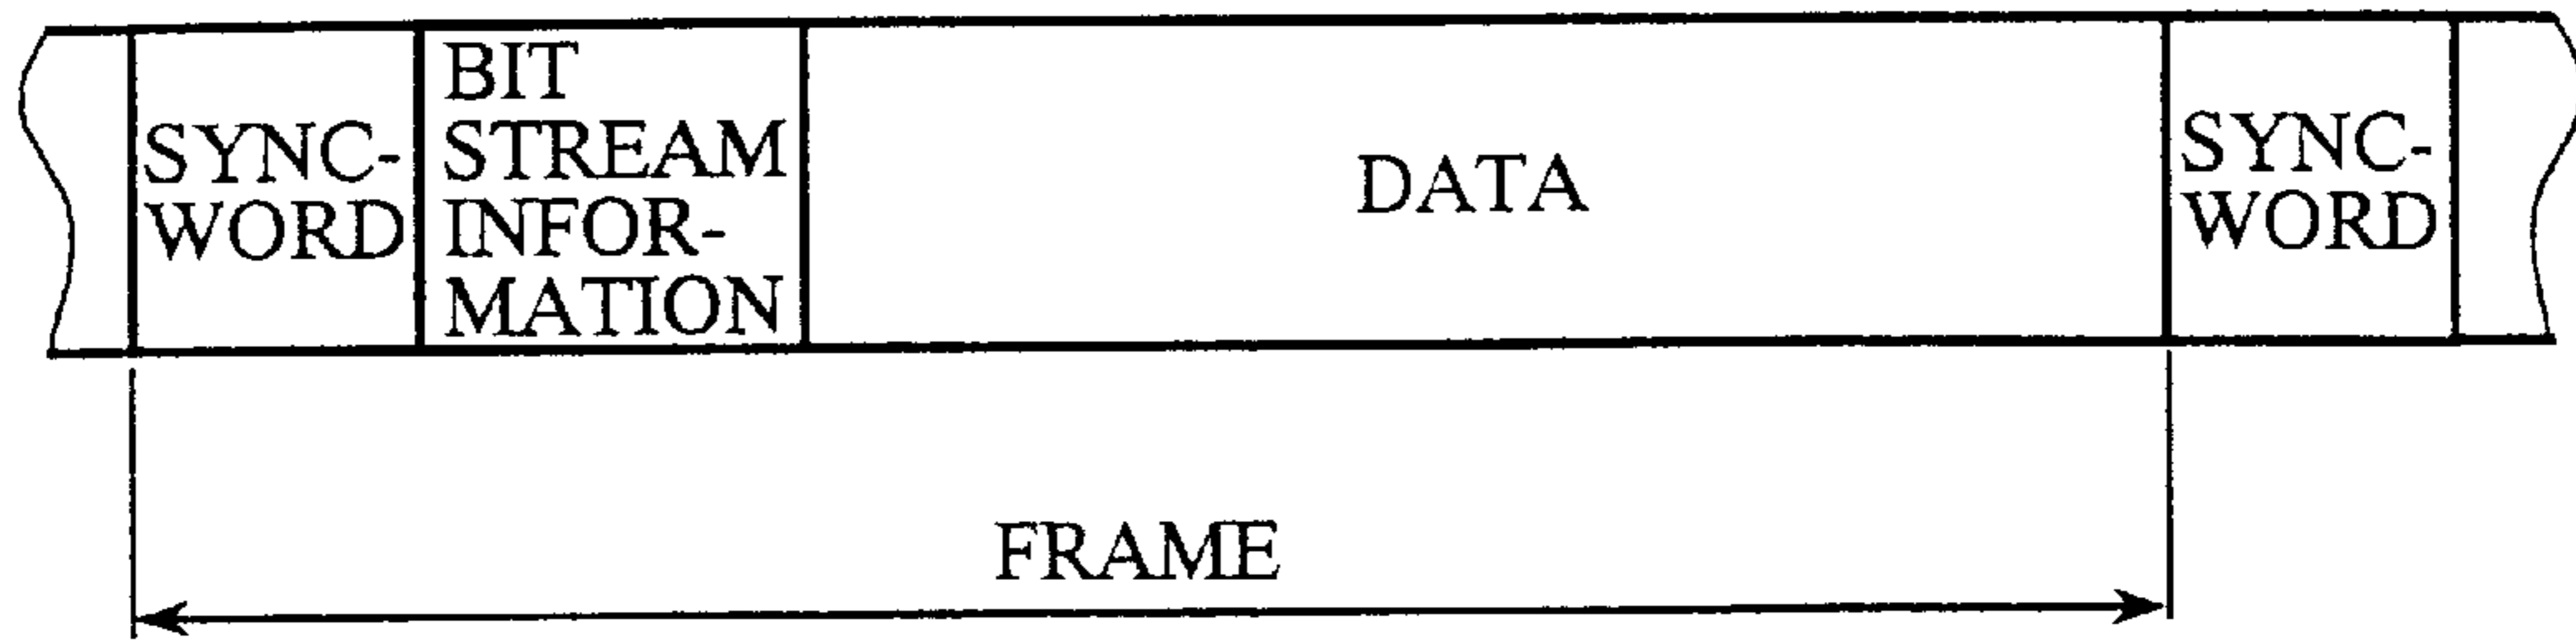 SYNC-
WORD
BIT
STREAM
INFOR-
MATION
DATA
SYNC-
WORD
FRAME